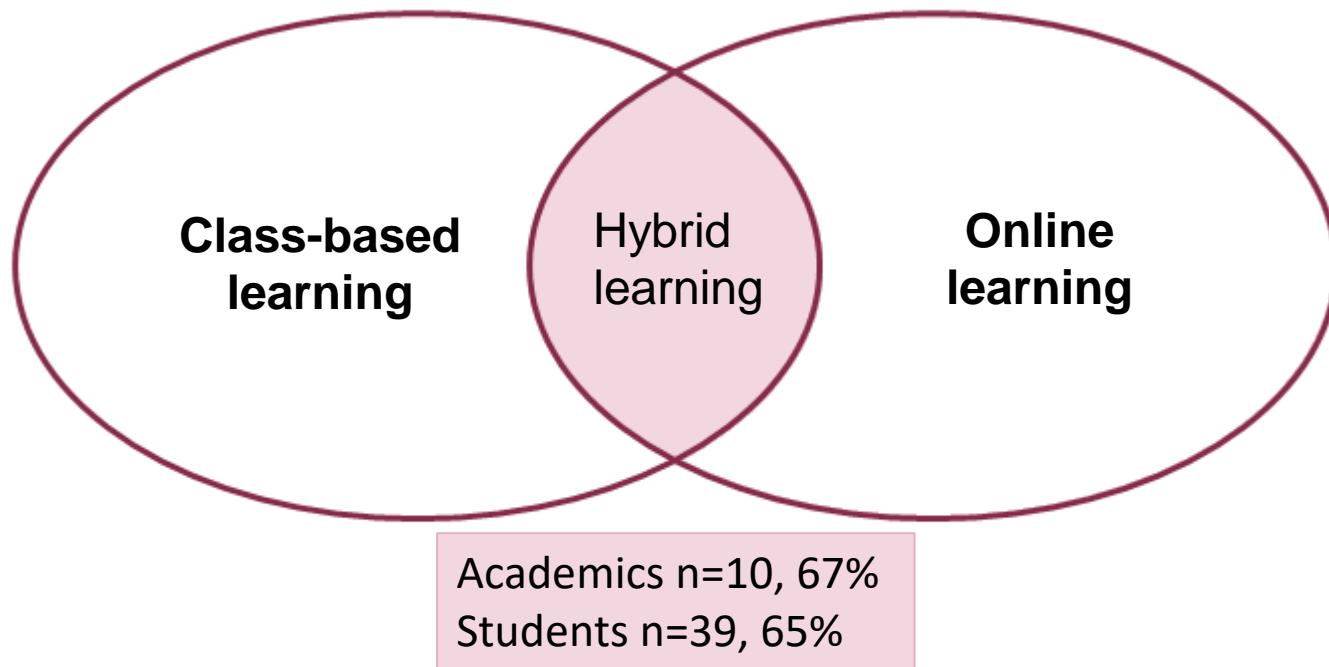 Class-based
learning
Hybrid
learning
Online
learning
Academics n=10, 67%
Students n=39, 65%